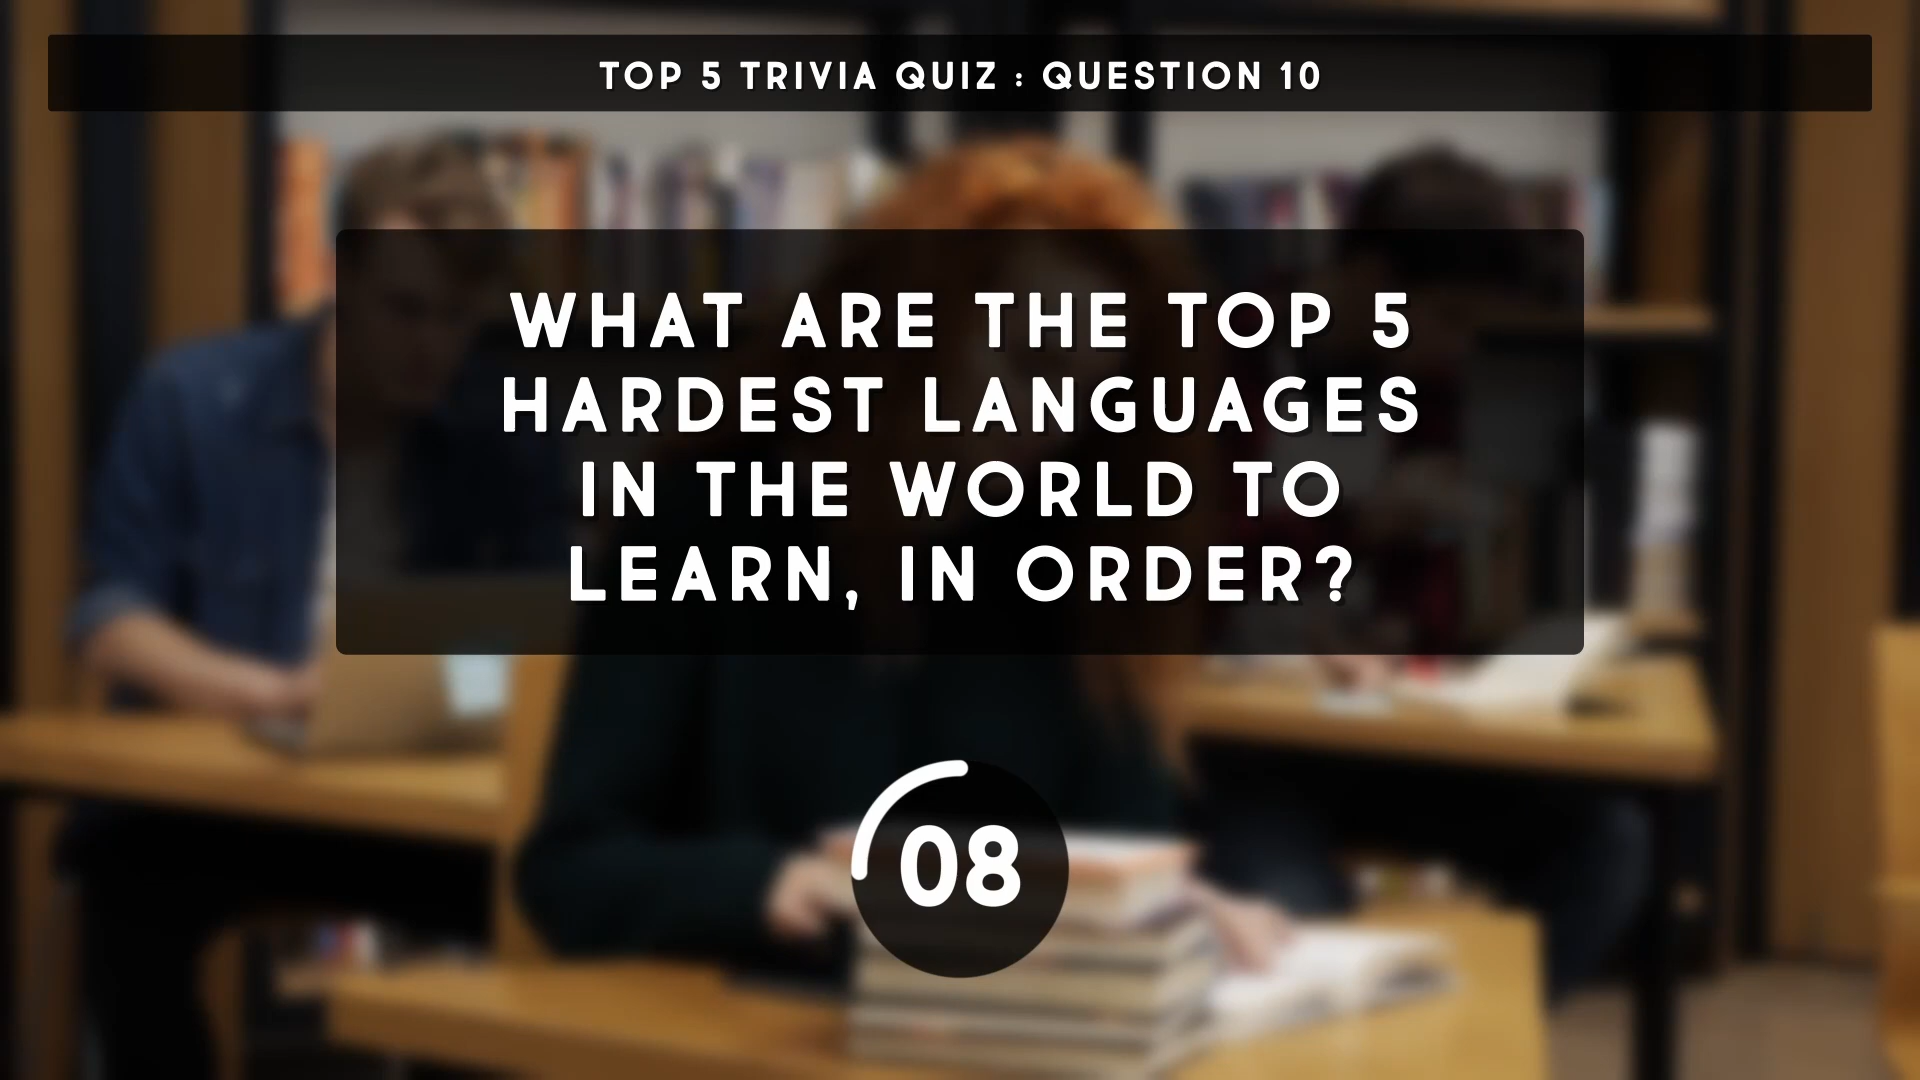 TOP 5 TRIVIA QUIZ : QUESTION 10
WHAT ARE THE TOP 5
HARDEST LANGUAGES
IN THE WORLD TO
LEARN, IN ORDER?
08